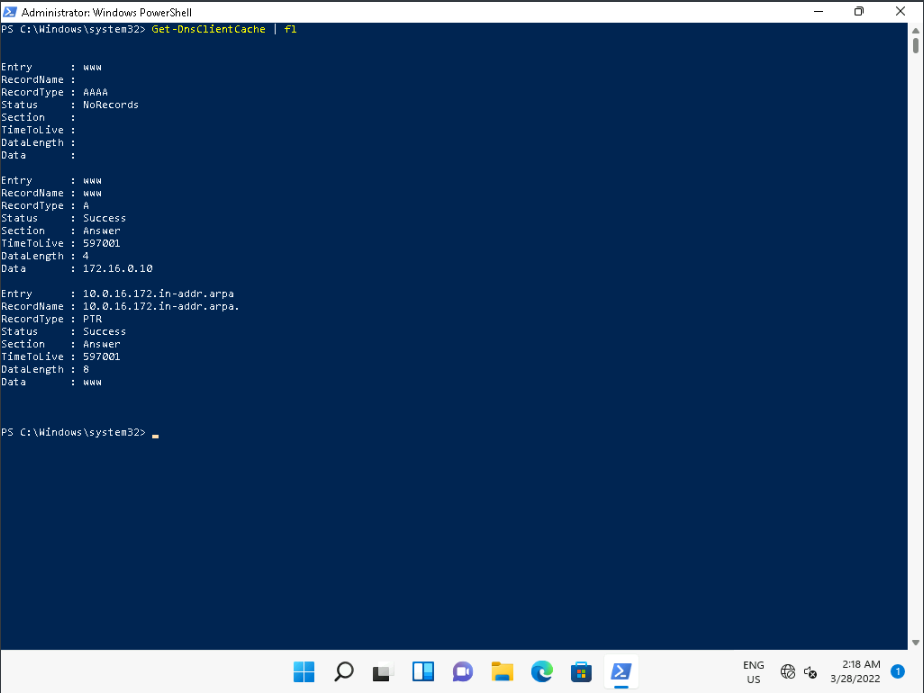 Administrator: Windows PowerShell
PS C:\Windows\system32> Get-DnsClientCache | fl
Entry      : www
RecordName :
RecordType : AAAA
Status     : NoRecords
Section    :
TimeToLive :
DataLength :
Data       :
Entry      : www
RecordName : www
RecordType : A
Status     : Success
Section    : Answer
TimeToLive : 597001
DataLength : 4
Data       : 172.16.0.10
Entry      : 10.0.16.172.in-addr.arpa
RecordName : 10.0.16.172.in-addr.arpa.
RecordType : PTR
Status     : Success
Section    : Answer
TimeToLive : 597001
DataLength : 8
Data       : www
PS C:\Windows\system32>
ENG
US
2:18 AM
3/28/2022
1